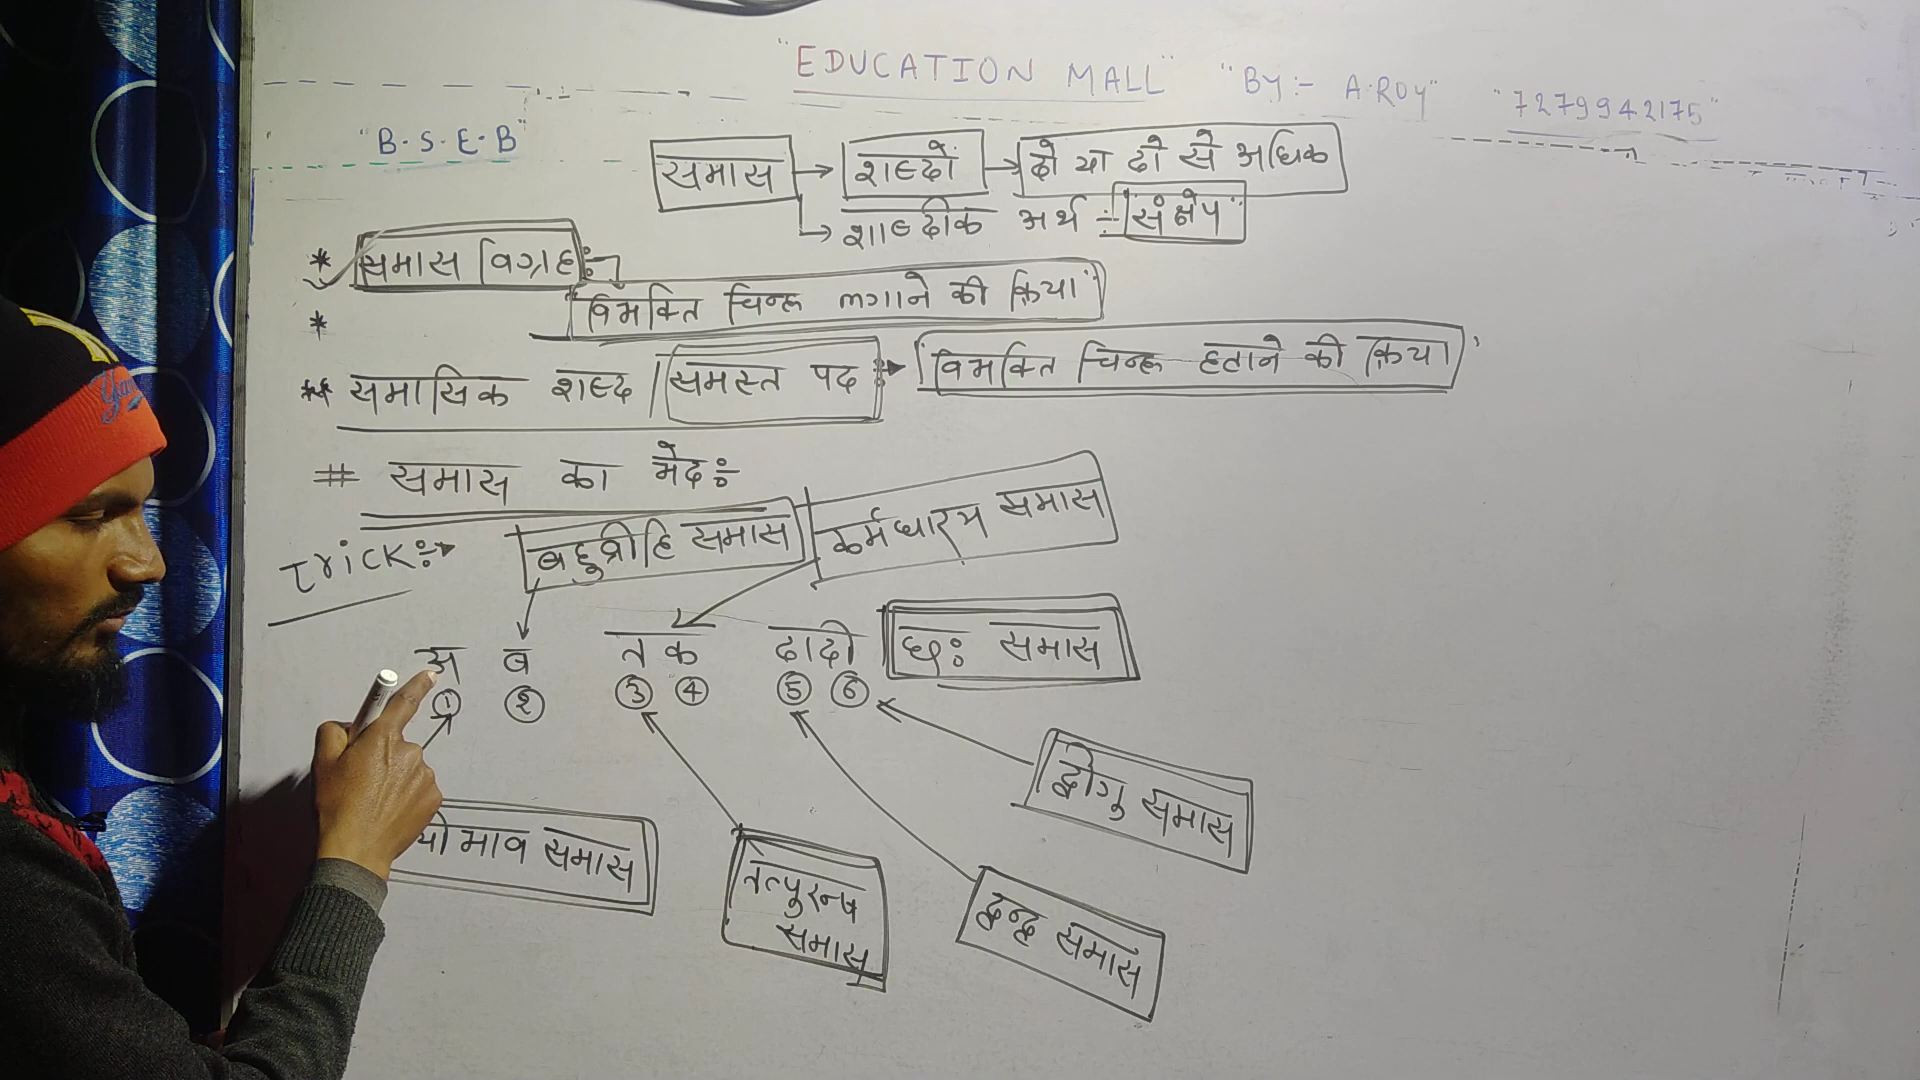 "EDUCATION MALL" "BY:- A.ROY" "7279942175"
"B.S.E.B"
समास → शब्दों → दो या दो से अधिक
→ शाब्दीक अर्थ :- "संक्षेप"
* समास विग्रह :-
"विभक्ति चिन्ह लगाने की क्रिया"
*
** समासिक शब्द / समस्त पद :→ 'विभक्ति चिन्ह हटाने की क्रिया'
# समास का भेद :-
Trick :→ बहुव्रीहि समास कर्मधारय समास
अ ब त क दादी छः समास
① ② ③ ④ ⑤ ⑥
द्वीगु समास
यीभाव समास
तत्पुरूष
समास
द्वन्द्व समास